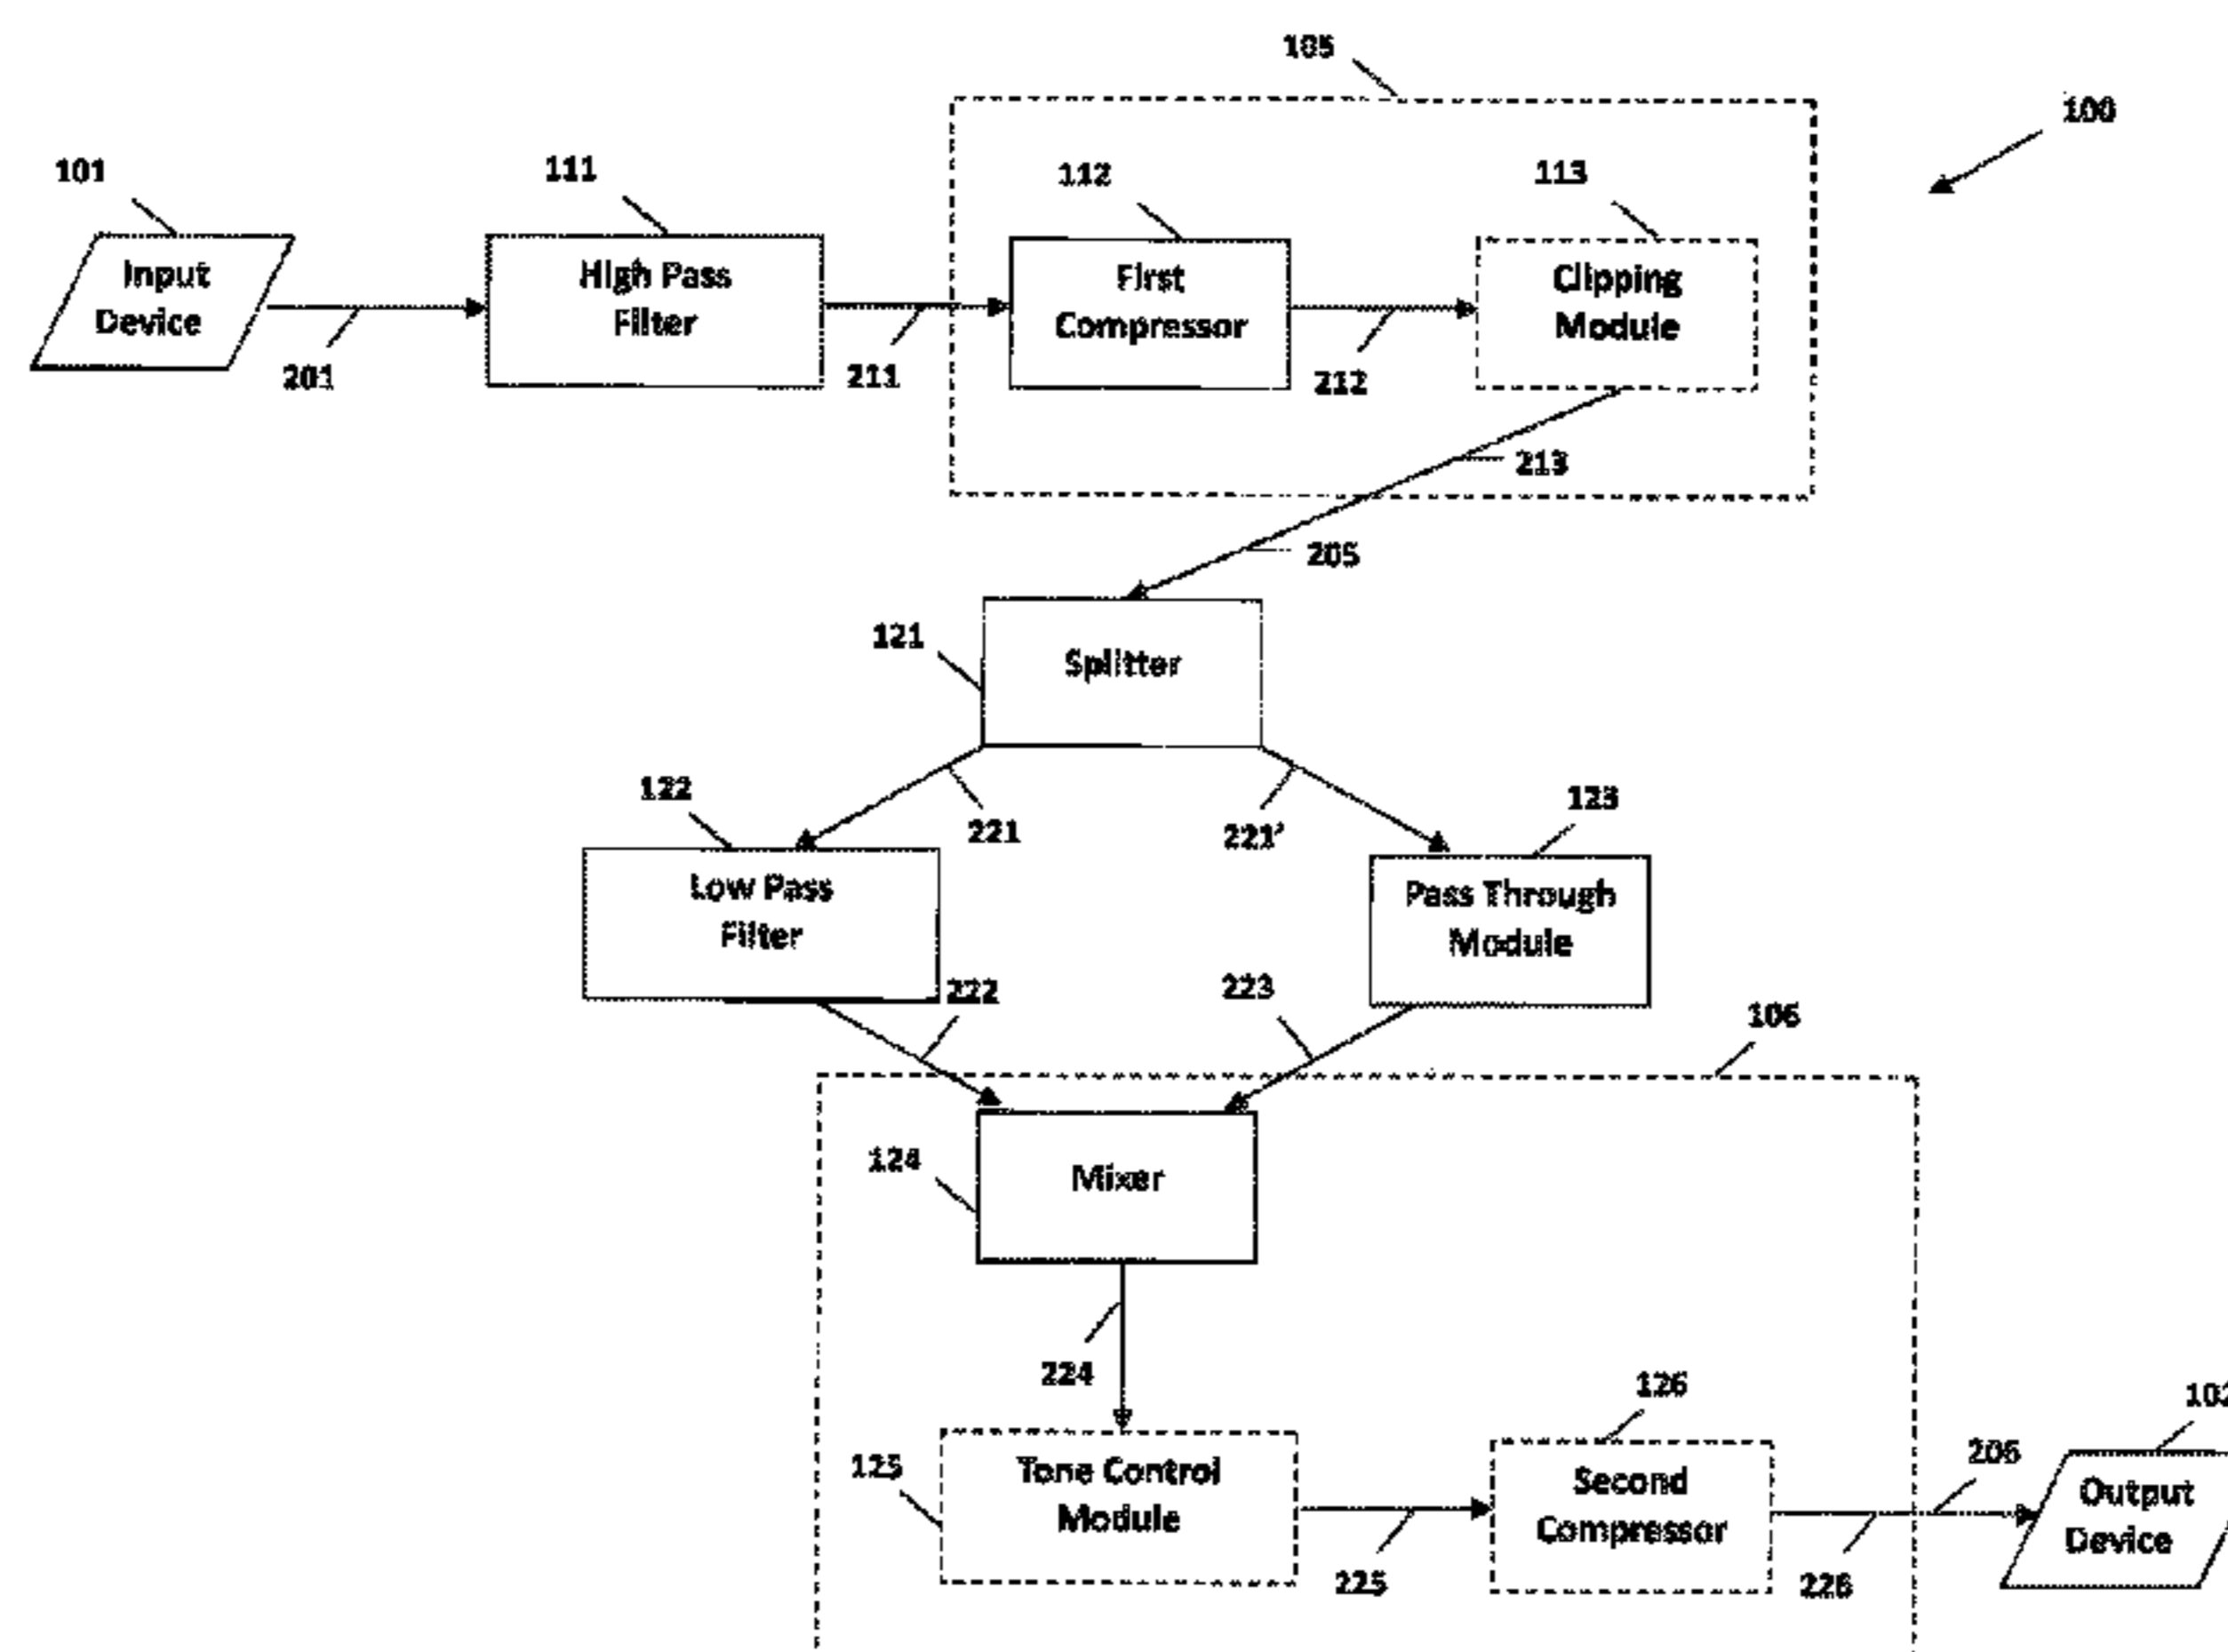 105
100
101
111
112
113
Input
Device
High Pass
Filter
First
Compressor
Clipping
Module
201
211
212
213
205
121
Splitter
122
221
221'
123
Low Pass
Filter
Pass Through
Module
222
223
106
124
Mixer
224
126
102
125
Tone Control
Module
Second
Compressor
206
Output
Device
225
226